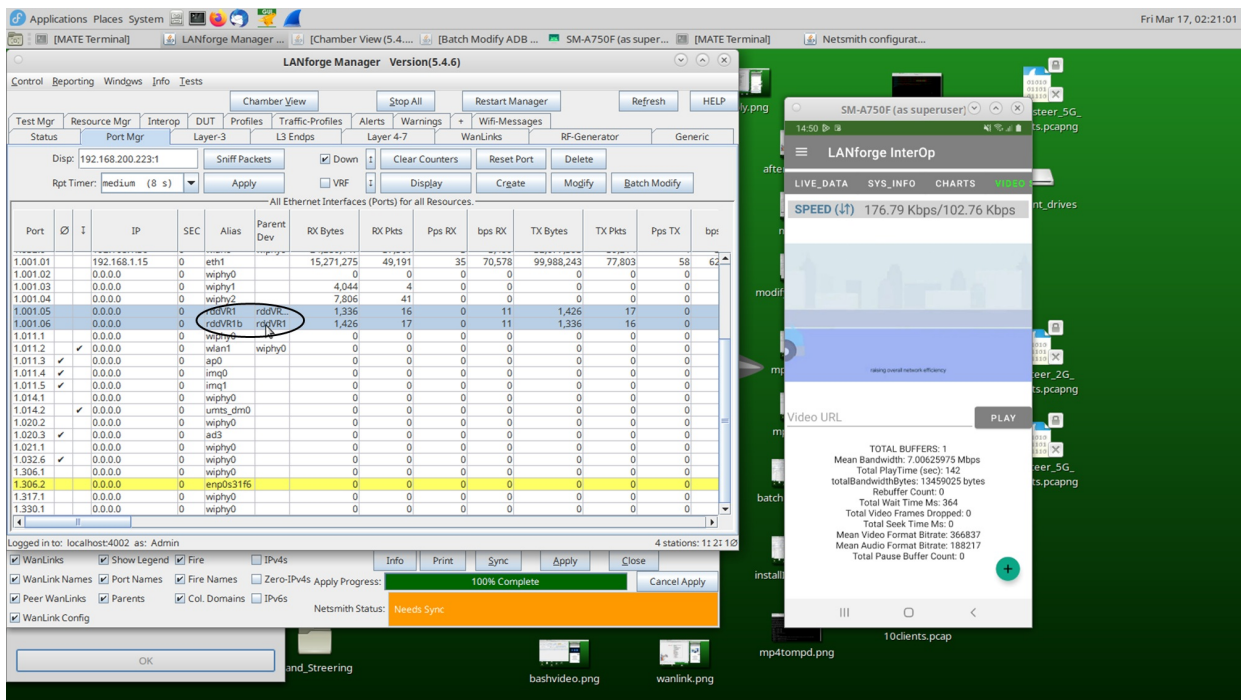 Applications Places System
Fri Mar 17, 02:21:01
[MATE Terminal]
LANforge Manager ...
[Chamber View (5.4....
[Batch Modify ADB ...
SM-A750F (as super...
[MATE Terminal]
Netsmith configurat...
LANforge Manager Version(5.4.6)
Control Reporting Windows Info Tests
Chamber View Stop All Restart Manager Refresh HELP
Test Mgr Resource Mgr Interop DUT Profiles Traffic-Profiles Alerts Warnings + Wifi-Messages
Status Port Mgr Layer-3 L3 Endps Layer 4-7 WanLinks RF-Generator Generic
Disp: 192.168.200.223:1 Sniff Packets Down Clear Counters Reset Port Delete
Rpt Timer: medium (8 s) Apply VRF Display Create Modify Batch Modify
All Ethernet Interfaces (Ports) for all Resources.
Port IP SEC Alias Parent Dev RX Bytes RX Pkts Pps RX bps RX TX Bytes TX Pkts Pps TX bps
1.001.01 192.168.1.15 0 eth1 15,271,275 49,191 35 70,578 99,988,243 77,803 58 62
1.001.02 0.0.0.0 0 wiphy0 0 0 0 0 0 0 0
1.001.03 0.0.0.0 0 wiphy1 4,044 4 0 0 0 0 0
1.001.04 0.0.0.0 0 wiphy2 7,806 41 0 0 0 0 0
1.001.05 0.0.0.0 0 rddVR1 rddVR... 1,336 16 0 11 1,426 17 0
1.001.06 0.0.0.0 0 rddVR1b rddVR1 1,426 17 0 11 1,336 16 0
1.011.1 0.0.0.0 0 wiphy0 0 0 0 0 0 0 0
1.011.2 ✔ 0.0.0.0 0 wlan1 wiphy0 0 0 0 0 0 0 0
1.011.3 ✔ 0.0.0.0 0 ap0 0 0 0 0 0 0 0
1.011.4 ✔ 0.0.0.0 0 imq0 0 0 0 0 0 0 0
1.011.5 ✔ 0.0.0.0 0 imq1 0 0 0 0 0 0 0
1.014.1 0.0.0.0 0 wiphy0 0 0 0 0 0 0 0
1.014.2 ✔ 0.0.0.0 0 umts_dm0 0 0 0 0 0 0 0
1.020.2 0.0.0.0 0 wiphy0 0 0 0 0 0 0 0
1.020.3 ✔ 0.0.0.0 0 ad3 0 0 0 0 0 0 0
1.021.1 0.0.0.0 0 wiphy0 0 0 0 0 0 0 0
1.032.6 ✔ 0.0.0.0 0 wiphy0 0 0 0 0 0 0 0
1.306.1 0.0.0.0 0 wiphy0 0 0 0 0 0 0 0
1.306.2 0.0.0.0 0 enp0s31f6 0 0 0 0 0 0 0
1.317.1 0.0.0.0 0 wiphy0 0 0 0 0 0 0 0
1.330.1 0.0.0.0 0 wiphy0 0 0 0 0 0 0 0
Logged in to: localhost:4002 as: Admin
4 stations:
WanLinks Show Legend Fire IPv4s Info Print Sync Apply Close
WanLink Names Port Names Fire Names Zero-IPv4s Apply Progress: 100% Complete Cancel Apply
Peer WanLinks Parents Col. Domains IPv6s Netsmith Status: Needs Sync
WanLink Config
OK
and_Streering
bashvideo.png
wanlink.png
mp4tompd.png
10clients.pcap
SM-A750F (as superuser)
14:50
LANforge InterOp
LIVE_DATA SYS_INFO CHARTS VIDEO
SPEED (↓↑) 176.79 Kbps/102.76 Kbps
raising overall network efficiency
Video URL PLAY
TOTAL BUFFERS: 1
Mean Bandwidth: 7.00625975 Mbps
Total PlayTime (sec): 142
totalBandwidthBytes: 13459025 bytes
Rebuffer Count: 0
Total Wait Time Ms: 364
Total Video Frames Dropped: 0
Total Seek Time Ms: 0
Mean Video Format Bitrate: 366837
Mean Audio Format Bitrate: 188217
Total Pause Buffer Count: 0
ly.png
after
modif
batch
install
steer_5G_
ts.pcapng
nt_drives
eer_2G_
ts.pcapng
eer_5G_
ts.pcapng